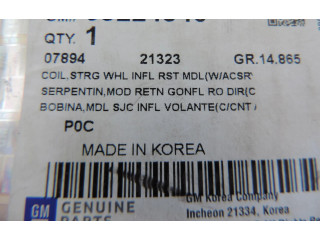 QTY. 1
07894 21323 GR.14.865
COIL,STRG WHL INFL RST MDL(W/ACSRY
SERPENTIN,MOD RETN GONFL RO DIR(C
BOBINA,MDL SJC INFL VOLANTE(C/CNT/
P0C
MADE IN KOREA
GM Korea Company
GM GENUINE Incheon 21334, Korea
PARTS